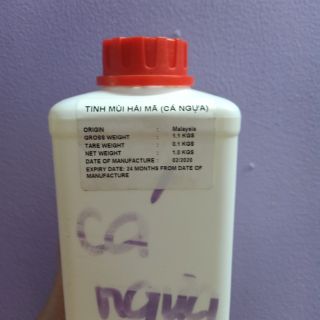 TINH MÙI HẢI MÃ (CÁ NGỰA)
ORIGIN : Malaysia
GROSS WEIGHT : 1.1 KGS
TARE WEIGHT : 0.1 KGS
NET WEIGHT : 1.0 KGS
DATE OF MANUFACTURE : 02/2020
EXPIRY DATE: 24 MONTHS FROM DATE OF
MANUFACTURE
cá
ngựa